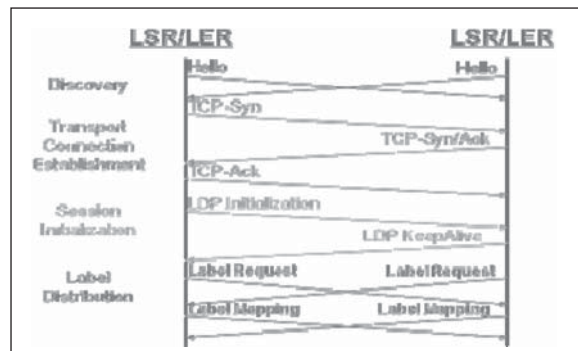 LSR/LER LSR/LER
Hello Hello
Discovery
TCP-Syn
Transport
Connection
Establishment
TCP-Syn/Ack
TCP-Ack
LDP Initialization
Session
Initialization
LDP KeepAlive
Label Request Label Request
Label
Distribution
Label Mapping Label Mapping